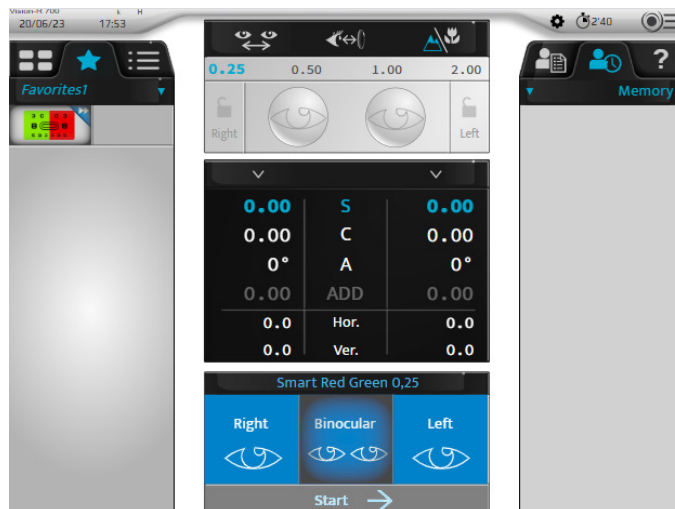 Vision-R 700
20/06/23 17:53
2'40
Favorites1
0.25 0.50 1.00 2.00
Right Left
0.00 S 0.00
0.00 C 0.00
0° A 0°
0.00 ADD 0.00
0.0 Hor. 0.0
0.0 Ver. 0.0
Smart Red Green 0,25
Right Binocular Left
Start
?
Memory